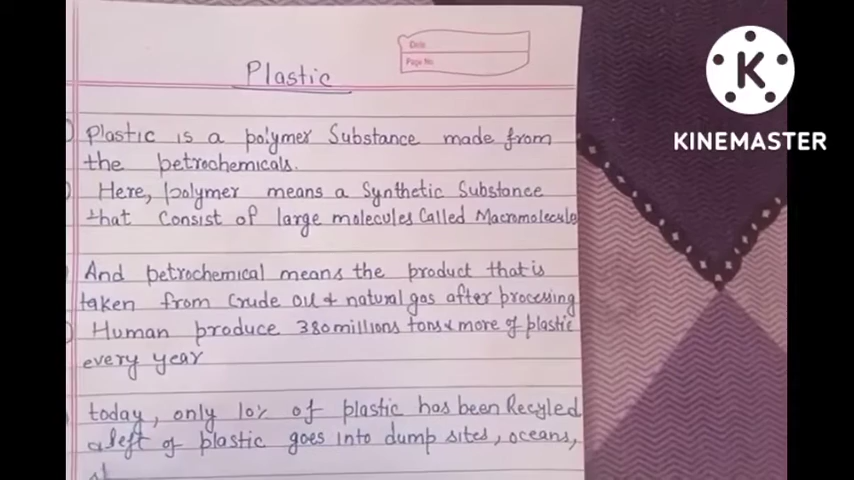 Date
Page No.
Plastic
Plastic is a polymer Substance made from
the petrochemicals.
Here, polymer means a Synthetic Substance
that consist of large molecules Called Macromolecules
And petrochemical means the product that is
taken from Crude Oil & natural gas after processing
Human produce 380 millions tons & more of plastic
every year
today, only 10% of plastic has been Recyled
& left of plastic goes into dump sites, oceans,
KINEMASTER